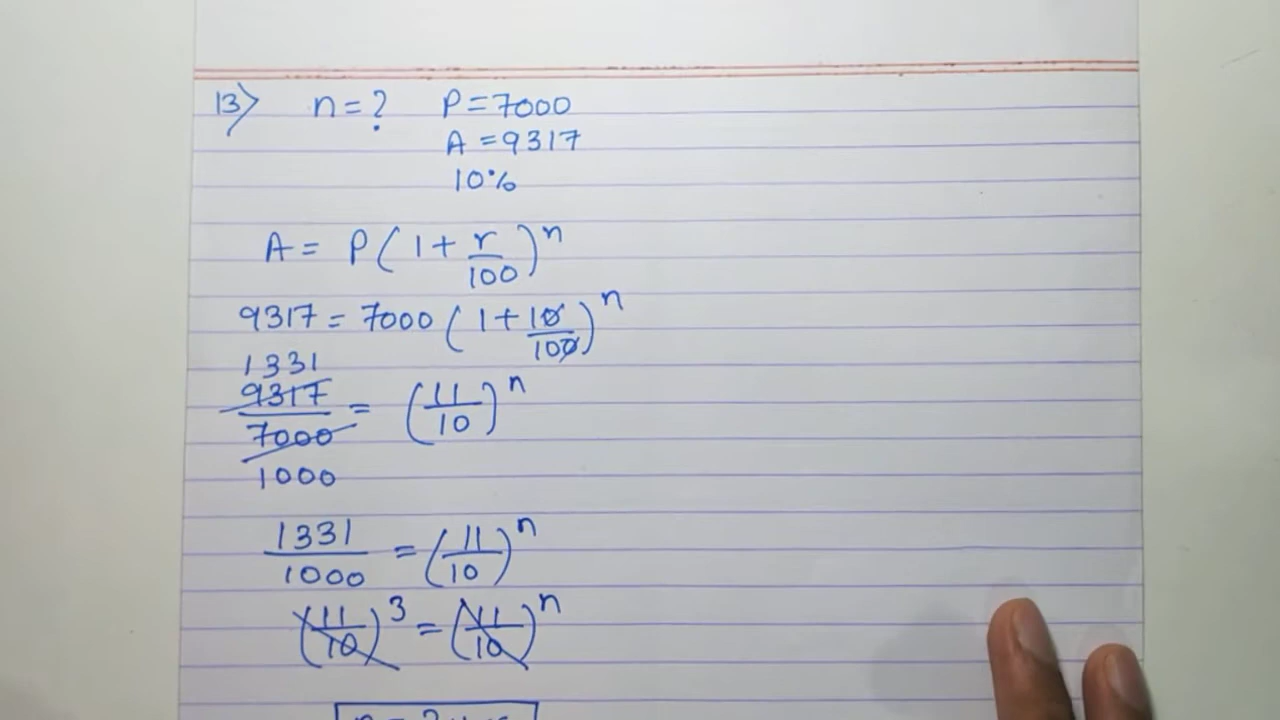 13) n = ? P = 7000
A = 9317
10%
A = P ( 1 + r/100 )^n
9317 = 7000 ( 1 + 10/100 )^n
1331
9317/7000 = ( 11/10 )^n
1000
1331/1000 = ( 11/10 )^n
( 11/10 )^3 = ( 11/10 )^n